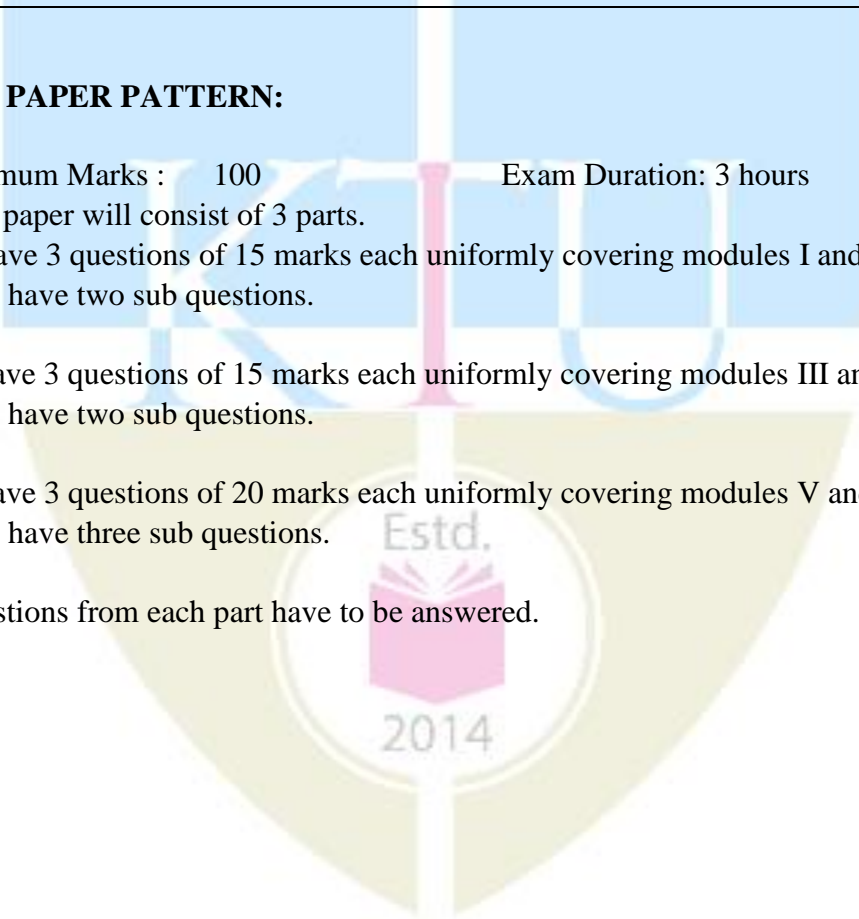 PAPER PATTERN:
mum Marks : 100 Exam Duration: 3 hours
paper will consist of 3 parts.
ave 3 questions of 15 marks each uniformly covering modules I and
have two sub questions.
ave 3 questions of 15 marks each uniformly covering modules III
have two sub questions.
ave 3 questions of 20 marks each uniformly covering modules V and
have three sub questions.
stions from each part have to be answered.
KTU
Estd.
2014